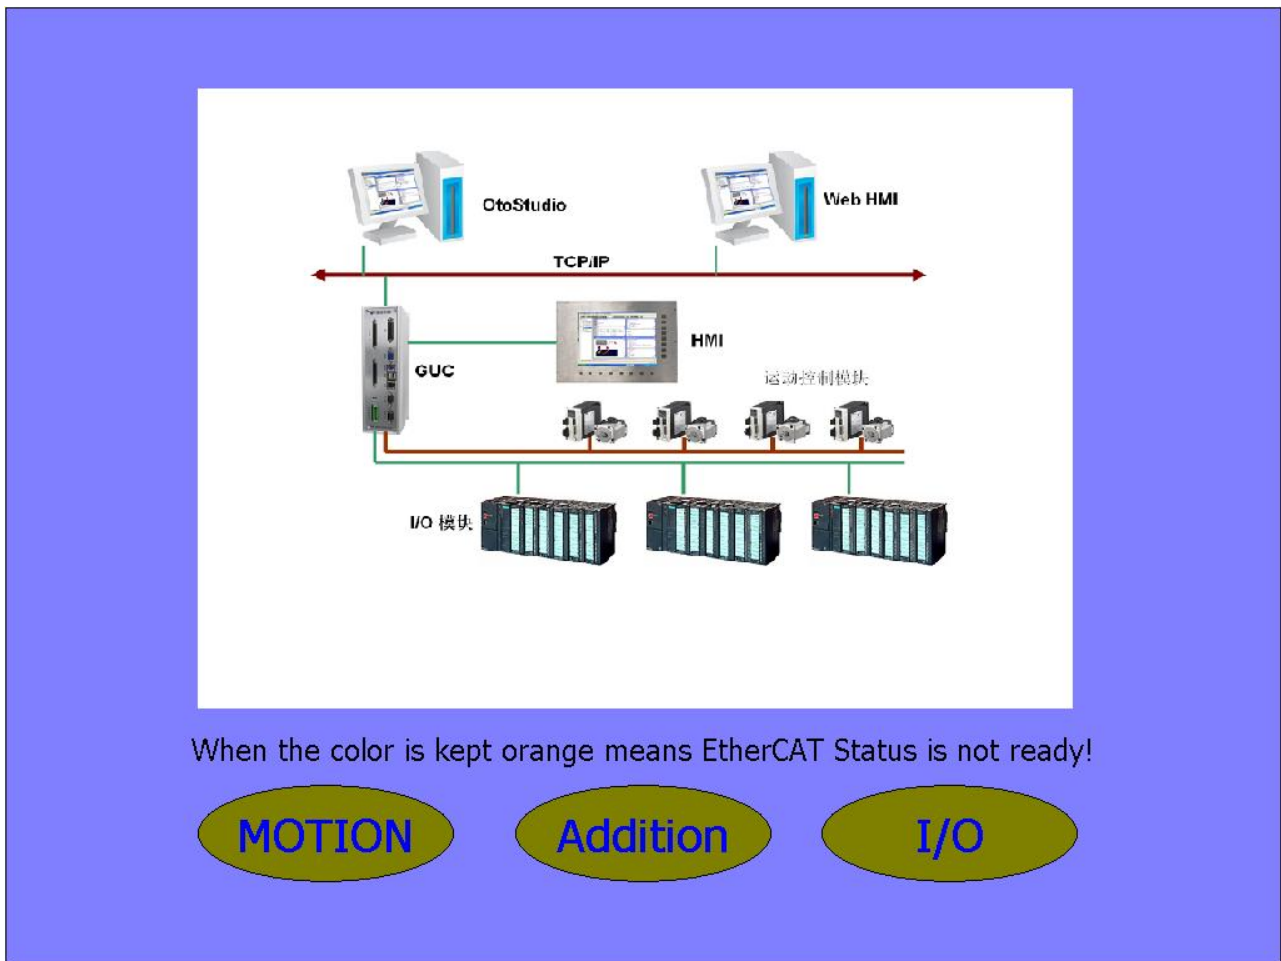 OtoStudio
Web HMI
TCP/IP
HMI
GUC
运动控制模块
I/O 模块
When the color is kept orange means EtherCAT Status is not ready!
MOTION
Addition
I/O